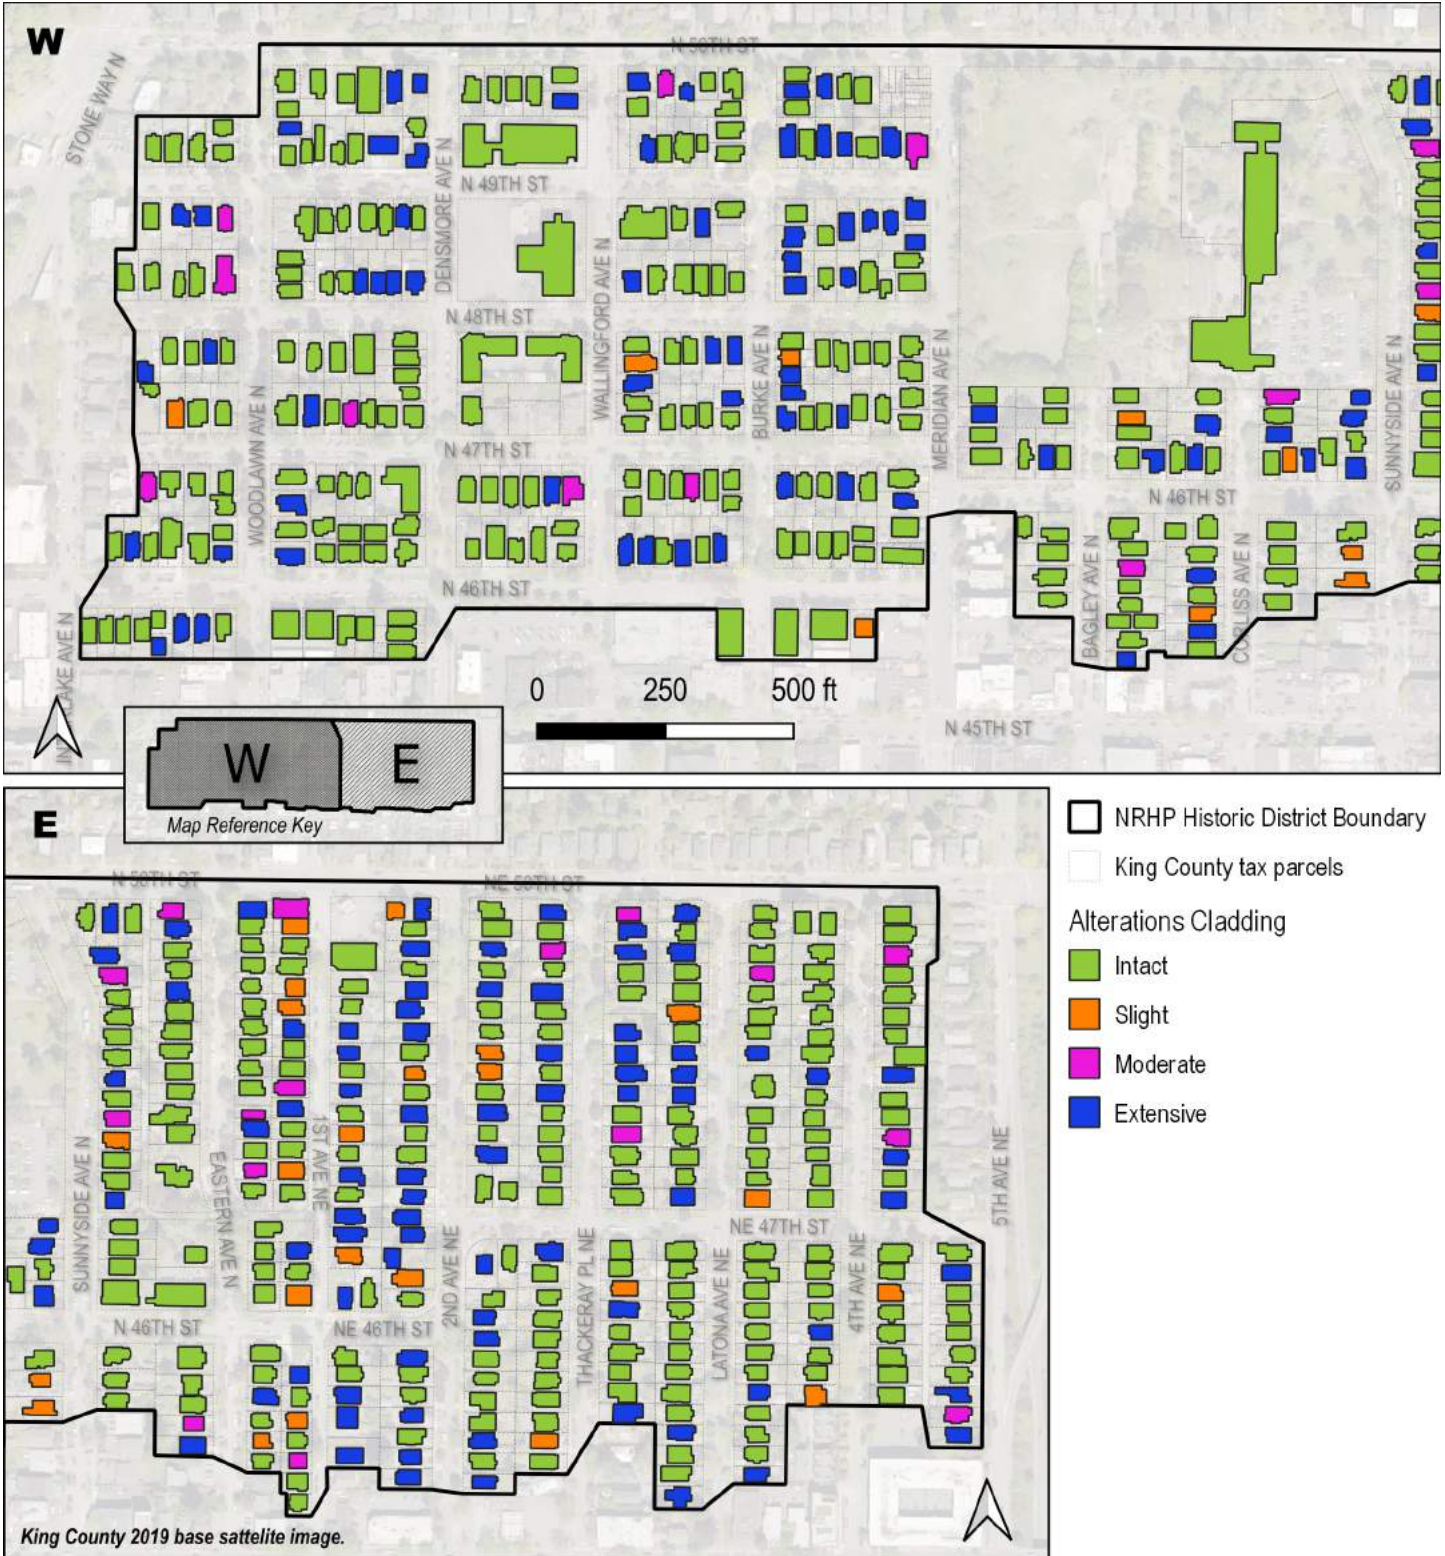 W
N 50TH ST
STONE WAY N
DENSMORE AVE N
N 49TH ST
WALLINGFORD AVE N
N 48TH ST
BURKE AVE N
MERIDIAN AVE N
SUNNYSIDE AVE N
WOODLAWN AVE N
N 47TH ST
N 46TH ST
BAGLEY AVE N
CORLISS AVE N
N 46TH ST
INTERLAKE AVE N
0 250 500 ft
N 45TH ST
W E
Map Reference Key
E
N 50TH ST
NE 50TH ST
SUNNYSIDE AVE N
EASTERN AVE N
1ST AVE NE
2ND AVE NE
THACKERAY PL NE
LATONA AVE NE
NE 47TH ST
4TH AVE NE
5TH AVE NE
N 46TH ST
NE 46TH ST
King County 2019 base sattelite image.
NRHP Historic District Boundary
King County tax parcels
Alterations Cladding
Intact
Slight
Moderate
Extensive